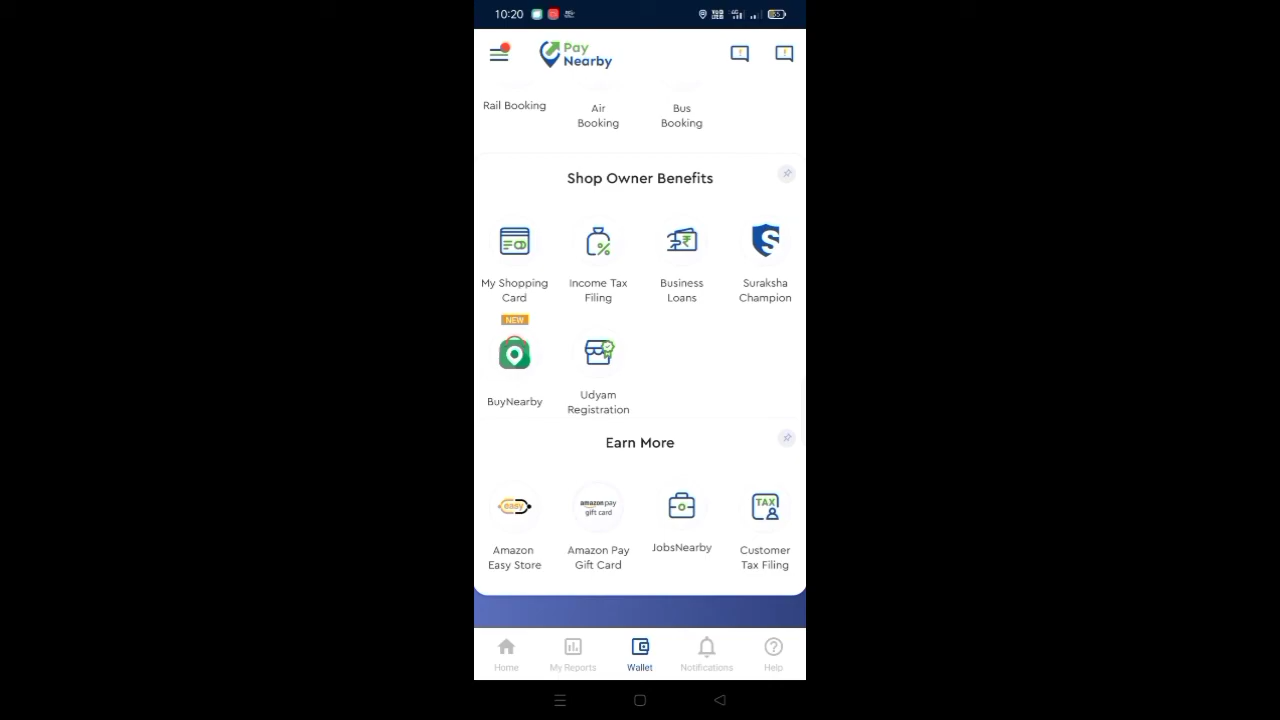 10:20
Pay
Nearby
Rail Booking
Air
Booking
Bus
Booking
Shop Owner Benefits
My Shopping
Card
Income Tax
Filing
Business
Loans
Suraksha
Champion
NEW
BuyNearby
Udyam
Registration
Earn More
easy
amazon pay
gift card
TAX
Amazon
Easy Store
Amazon Pay
Gift Card
JobsNearby
Customer
Tax Filing
Home
My Reports
Wallet
Notifications
Help